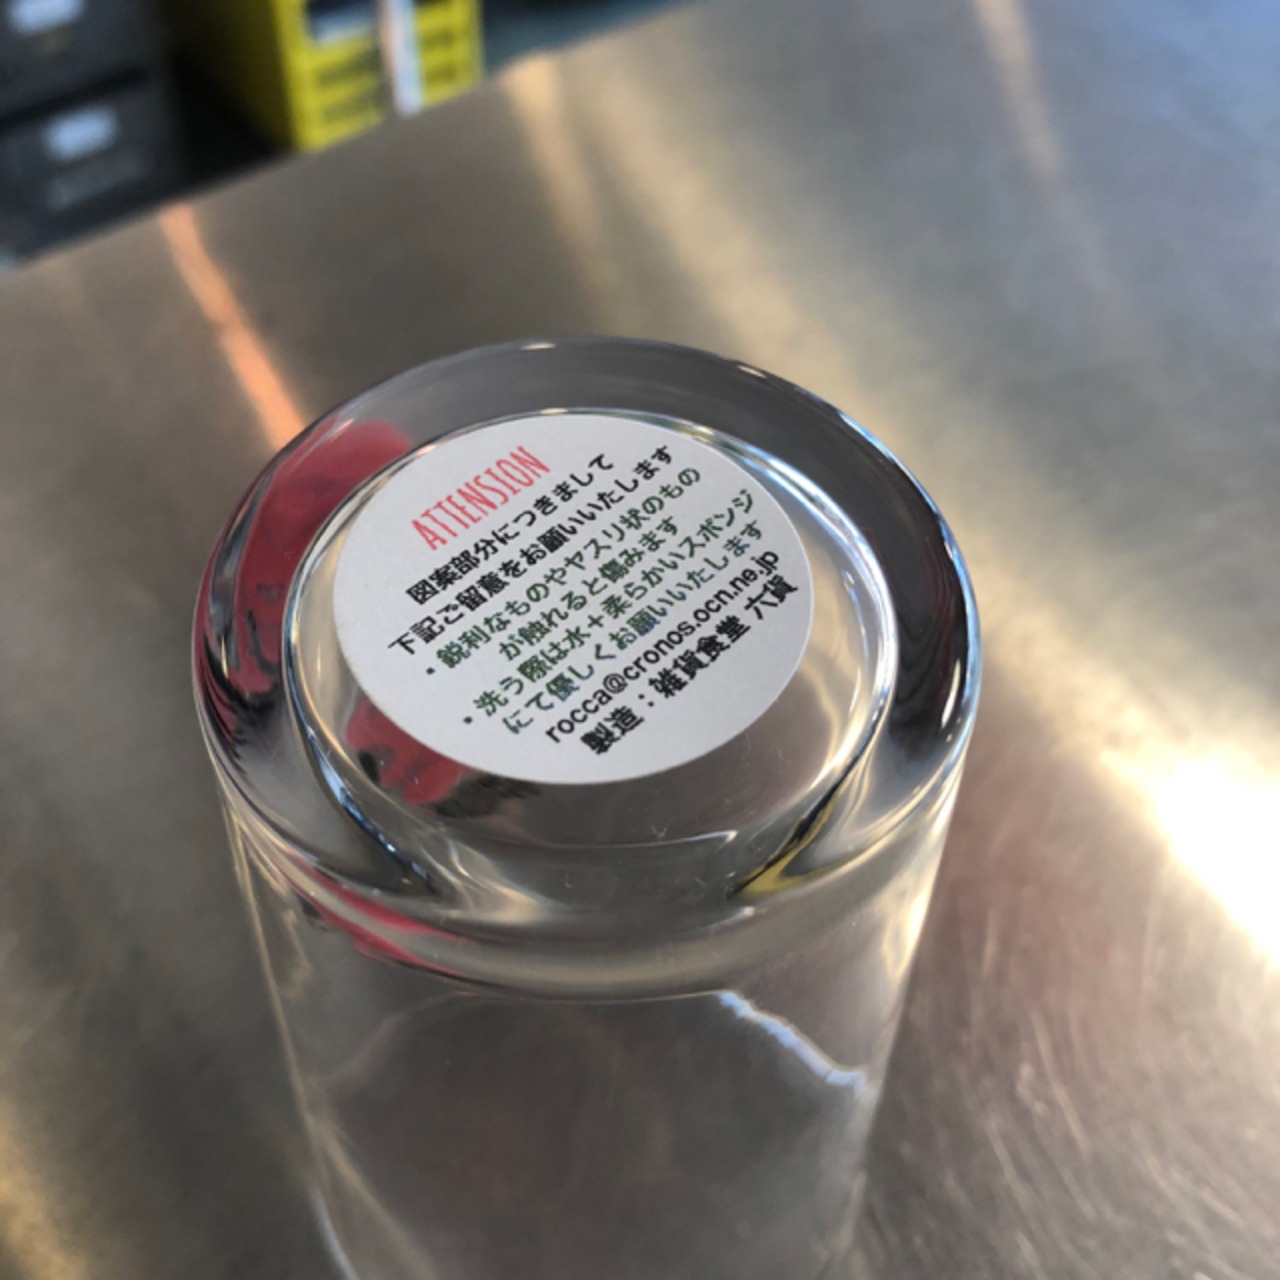 ATTENSION
図案部分につきまして
下記ご留意をお願いいたします
・鋭利なものやヤスリ状のもの
が触れると傷みます
・洗う際は水＋柔らかいスポンジ
にて優しくお願いいたします
rocca@cronos.ocn.ne.jp
製造：雑貨食堂 六貨